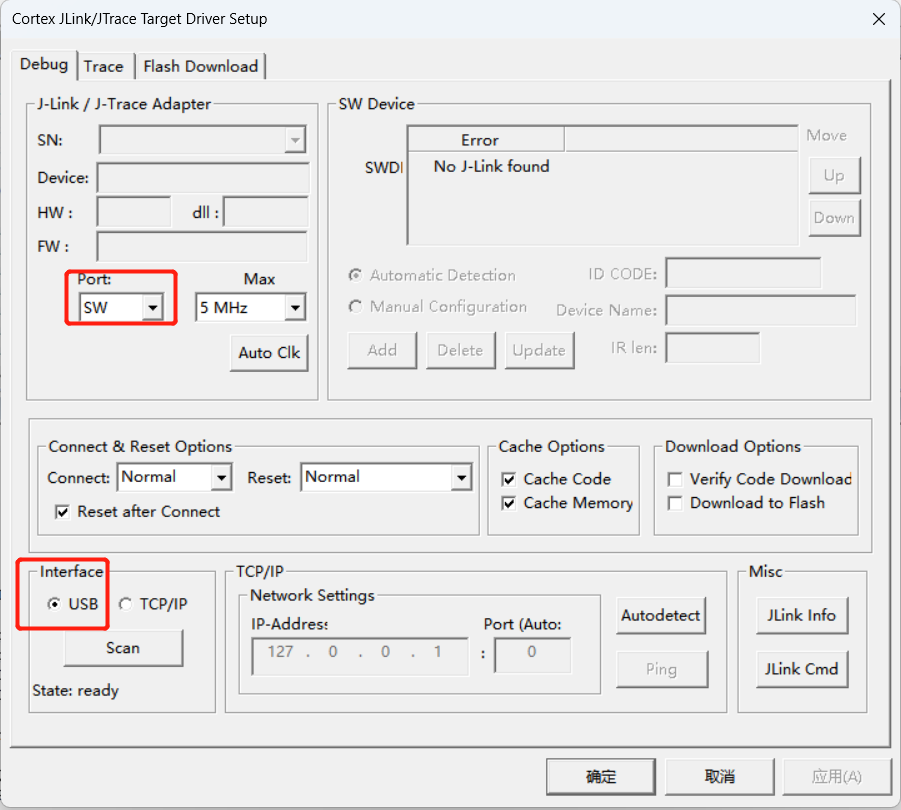 Cortex JLink/JTrace Target Driver Setup
Debug Trace Flash Download
J-Link / J-Trace Adapter
SN:
Device:
HW : dll :
FW :
Port: Max
SW 5 MHz
Auto Clk
SW Device
Error
SWDI No J-Link found
Move
Up
Down
Automatic Detection ID CODE:
Manual Configuration Device Name:
Add Delete Update IR len:
Connect & Reset Options
Connect: Normal Reset: Normal
Reset after Connect
Cache Options
Cache Code
Cache Memory
Download Options
Verify Code Download
Download to Flash
Interface
USB TCP/IP
Scan
State: ready
TCP/IP
Network Settings
IP-Address Port (Auto:
127 . 0 . 0 . 1 : 0
Autodetect
Ping
Misc
JLink Info
JLink Cmd
确定 取消 应用(A)